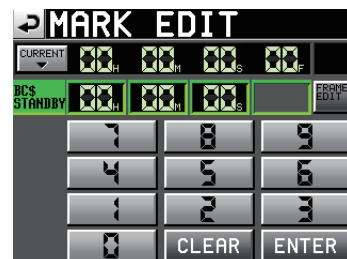 MARK EDIT
CURRENT 00H 00M 00S 00F
BC$ STANDBY 00H 00M 00S FRAME EDIT
7 8 9
4 5 6
1 2 3
0 CLEAR ENTER